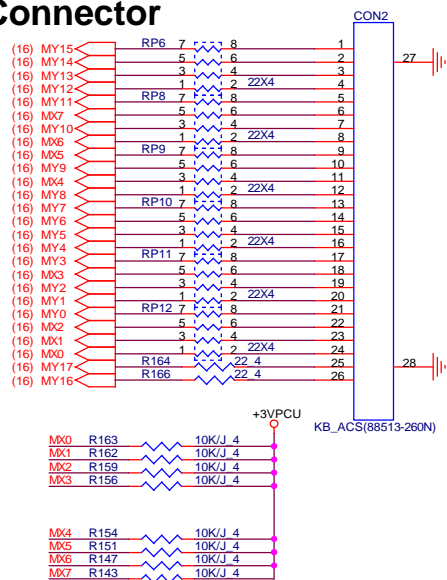 Connector
CON2
(16) MY15 RP6 7 8 1
(16) MY14 5 6 2 27
(16) MY13 3 4 3
(16) MY12 1 2 22X4 4
(16) MY11 RP8 7 8 5
(16) MX7 5 6 6
(16) MY10 3 4 7
(16) MX6 1 2 22X4 8
(16) MX5 RP9 7 8 9
(16) MY9 5 6 10
(16) MX4 3 4 11
(16) MY8 1 2 22X4 12
(16) MY7 RP10 7 8 13
(16) MY6 5 6 14
(16) MY5 3 4 15
(16) MY4 1 2 22X4 16
(16) MY3 RP11 7 8 17
(16) MX3 5 6 18
(16) MY2 3 4 19
(16) MY1 1 2 22X4 20
(16) MY0 RP12 7 8 21
(16) MX2 5 6 22
(16) MX1 3 4 23
(16) MX0 1 2 22X4 24
(16) MY17 R164 22_4 25 28
(16) MY16 R166 22_4 26
+3VPCU
KB_ACS(88513-260N)
MX0 R163 10K/J_4
MX1 R162 10K/J_4
MX2 R159 10K/J_4
MX3 R156 10K/J_4
MX4 R154 10K/J_4
MX5 R151 10K/J_4
MX6 R147 10K/J_4
MX7 R143 10K/J_4